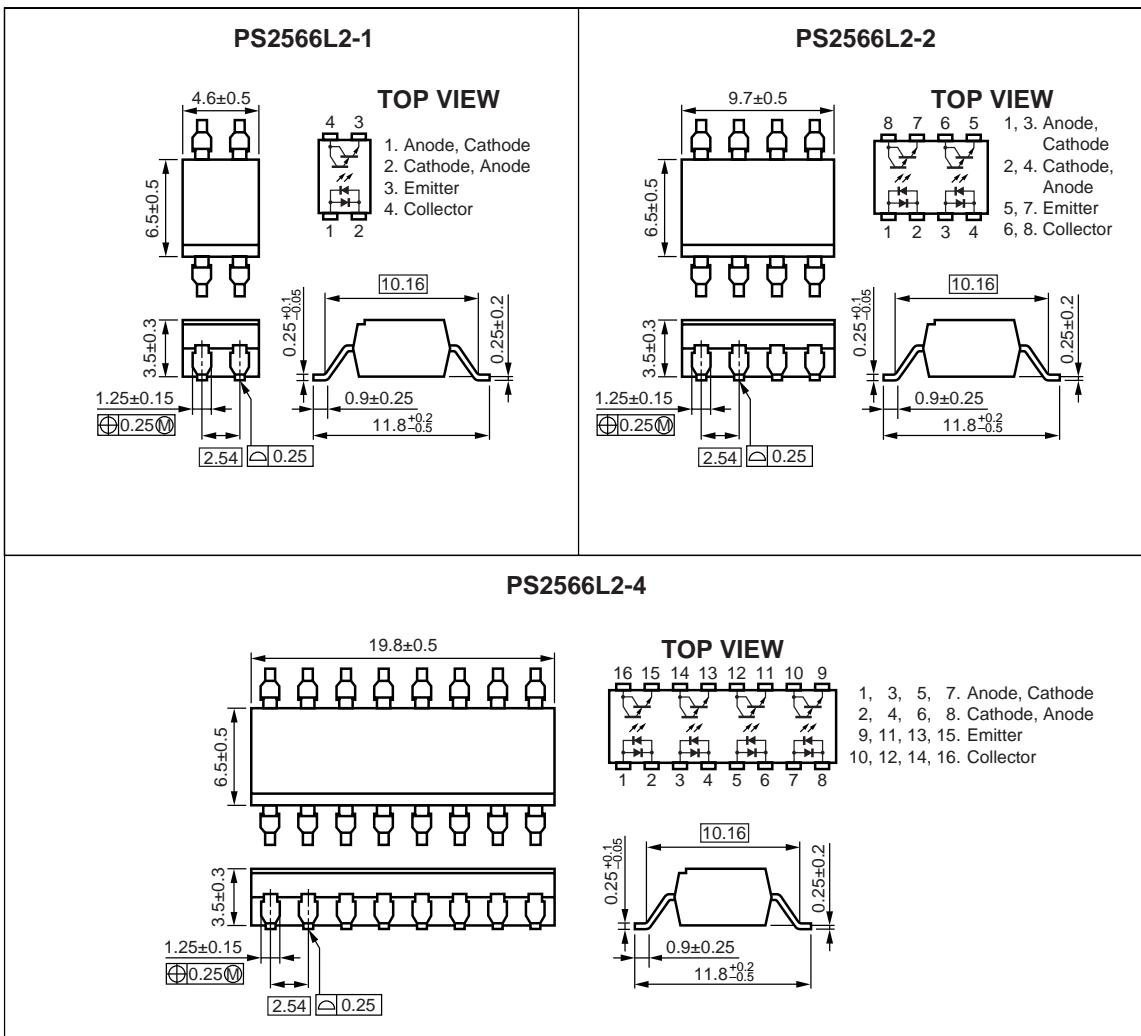 PS2566L2-1
4.6±0.5
TOP VIEW
4 3
1. Anode, Cathode
2. Cathode, Anode
3. Emitter
4. Collector
1 2
6.5±0.5
10.16
3.5±0.3
0.25 +0.1 −0.05
0.25±0.2
1.25±0.15
0.25 Ⓜ
0.9±0.25
11.8 +0.2 −0.5
2.54
0.25
PS2566L2-2
9.7±0.5
TOP VIEW
8 7 6 5
1, 3. Anode,
Cathode
2, 4. Cathode,
Anode
5, 7. Emitter
6, 8. Collector
1 2 3 4
6.5±0.5
10.16
3.5±0.3
0.25 +0.1 −0.05
0.25±0.2
1.25±0.15
0.25 Ⓜ
0.9±0.25
11.8 +0.2 −0.5
2.54
0.25
PS2566L2-4
19.8±0.5
TOP VIEW
16 15 14 13 12 11 10 9
1, 3, 5, 7. Anode, Cathode
2, 4, 6, 8. Cathode, Anode
9, 11, 13, 15. Emitter
10, 12, 14, 16. Collector
1 2 3 4 5 6 7 8
6.5±0.5
10.16
3.5±0.3
0.25 +0.1 −0.05
0.25±0.2
1.25±0.15
0.25 Ⓜ
0.9±0.25
11.8 +0.2 −0.5
2.54
0.25